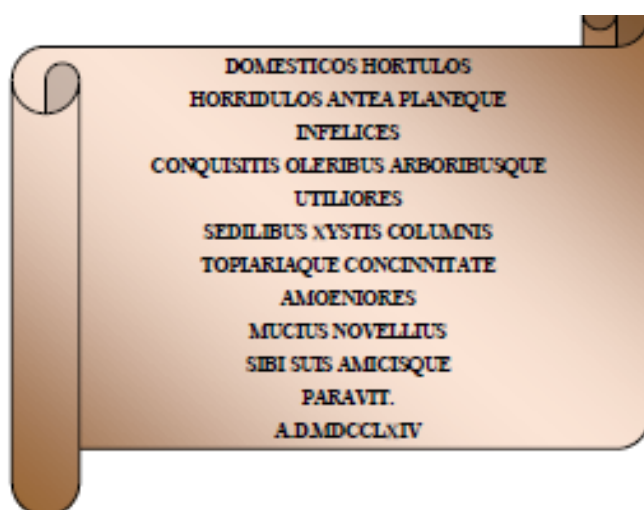 DOMESTICOS HORTULOS
HORRIDULOS ANTEA PLANEQUE
INFELICES
CONQUISITIS OLERIBUS ARBORIBUSQUE
UTILIORES
SEDILIBUS XYSTIS COLUMNIS
TOPIARIAQUE CONCINNITATE
AMOENIORES
MUCIUS NOVELLIUS
SIBI SUIS AMICISQUE
PARAVIT.
A.D.MDCCLXIV